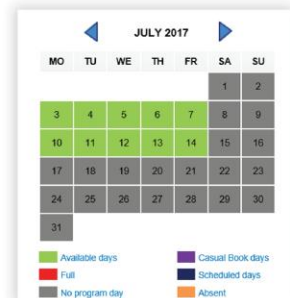 JULY 2017
MO TU WE TH FR SA SU
1 2
3 4 5 6 7 8 9
10 11 12 13 14 15 16
17 18 19 20 21 22 23
24 25 26 27 28 29 30
31
Available days Casual Book days
Full Scheduled days
No program day Absent